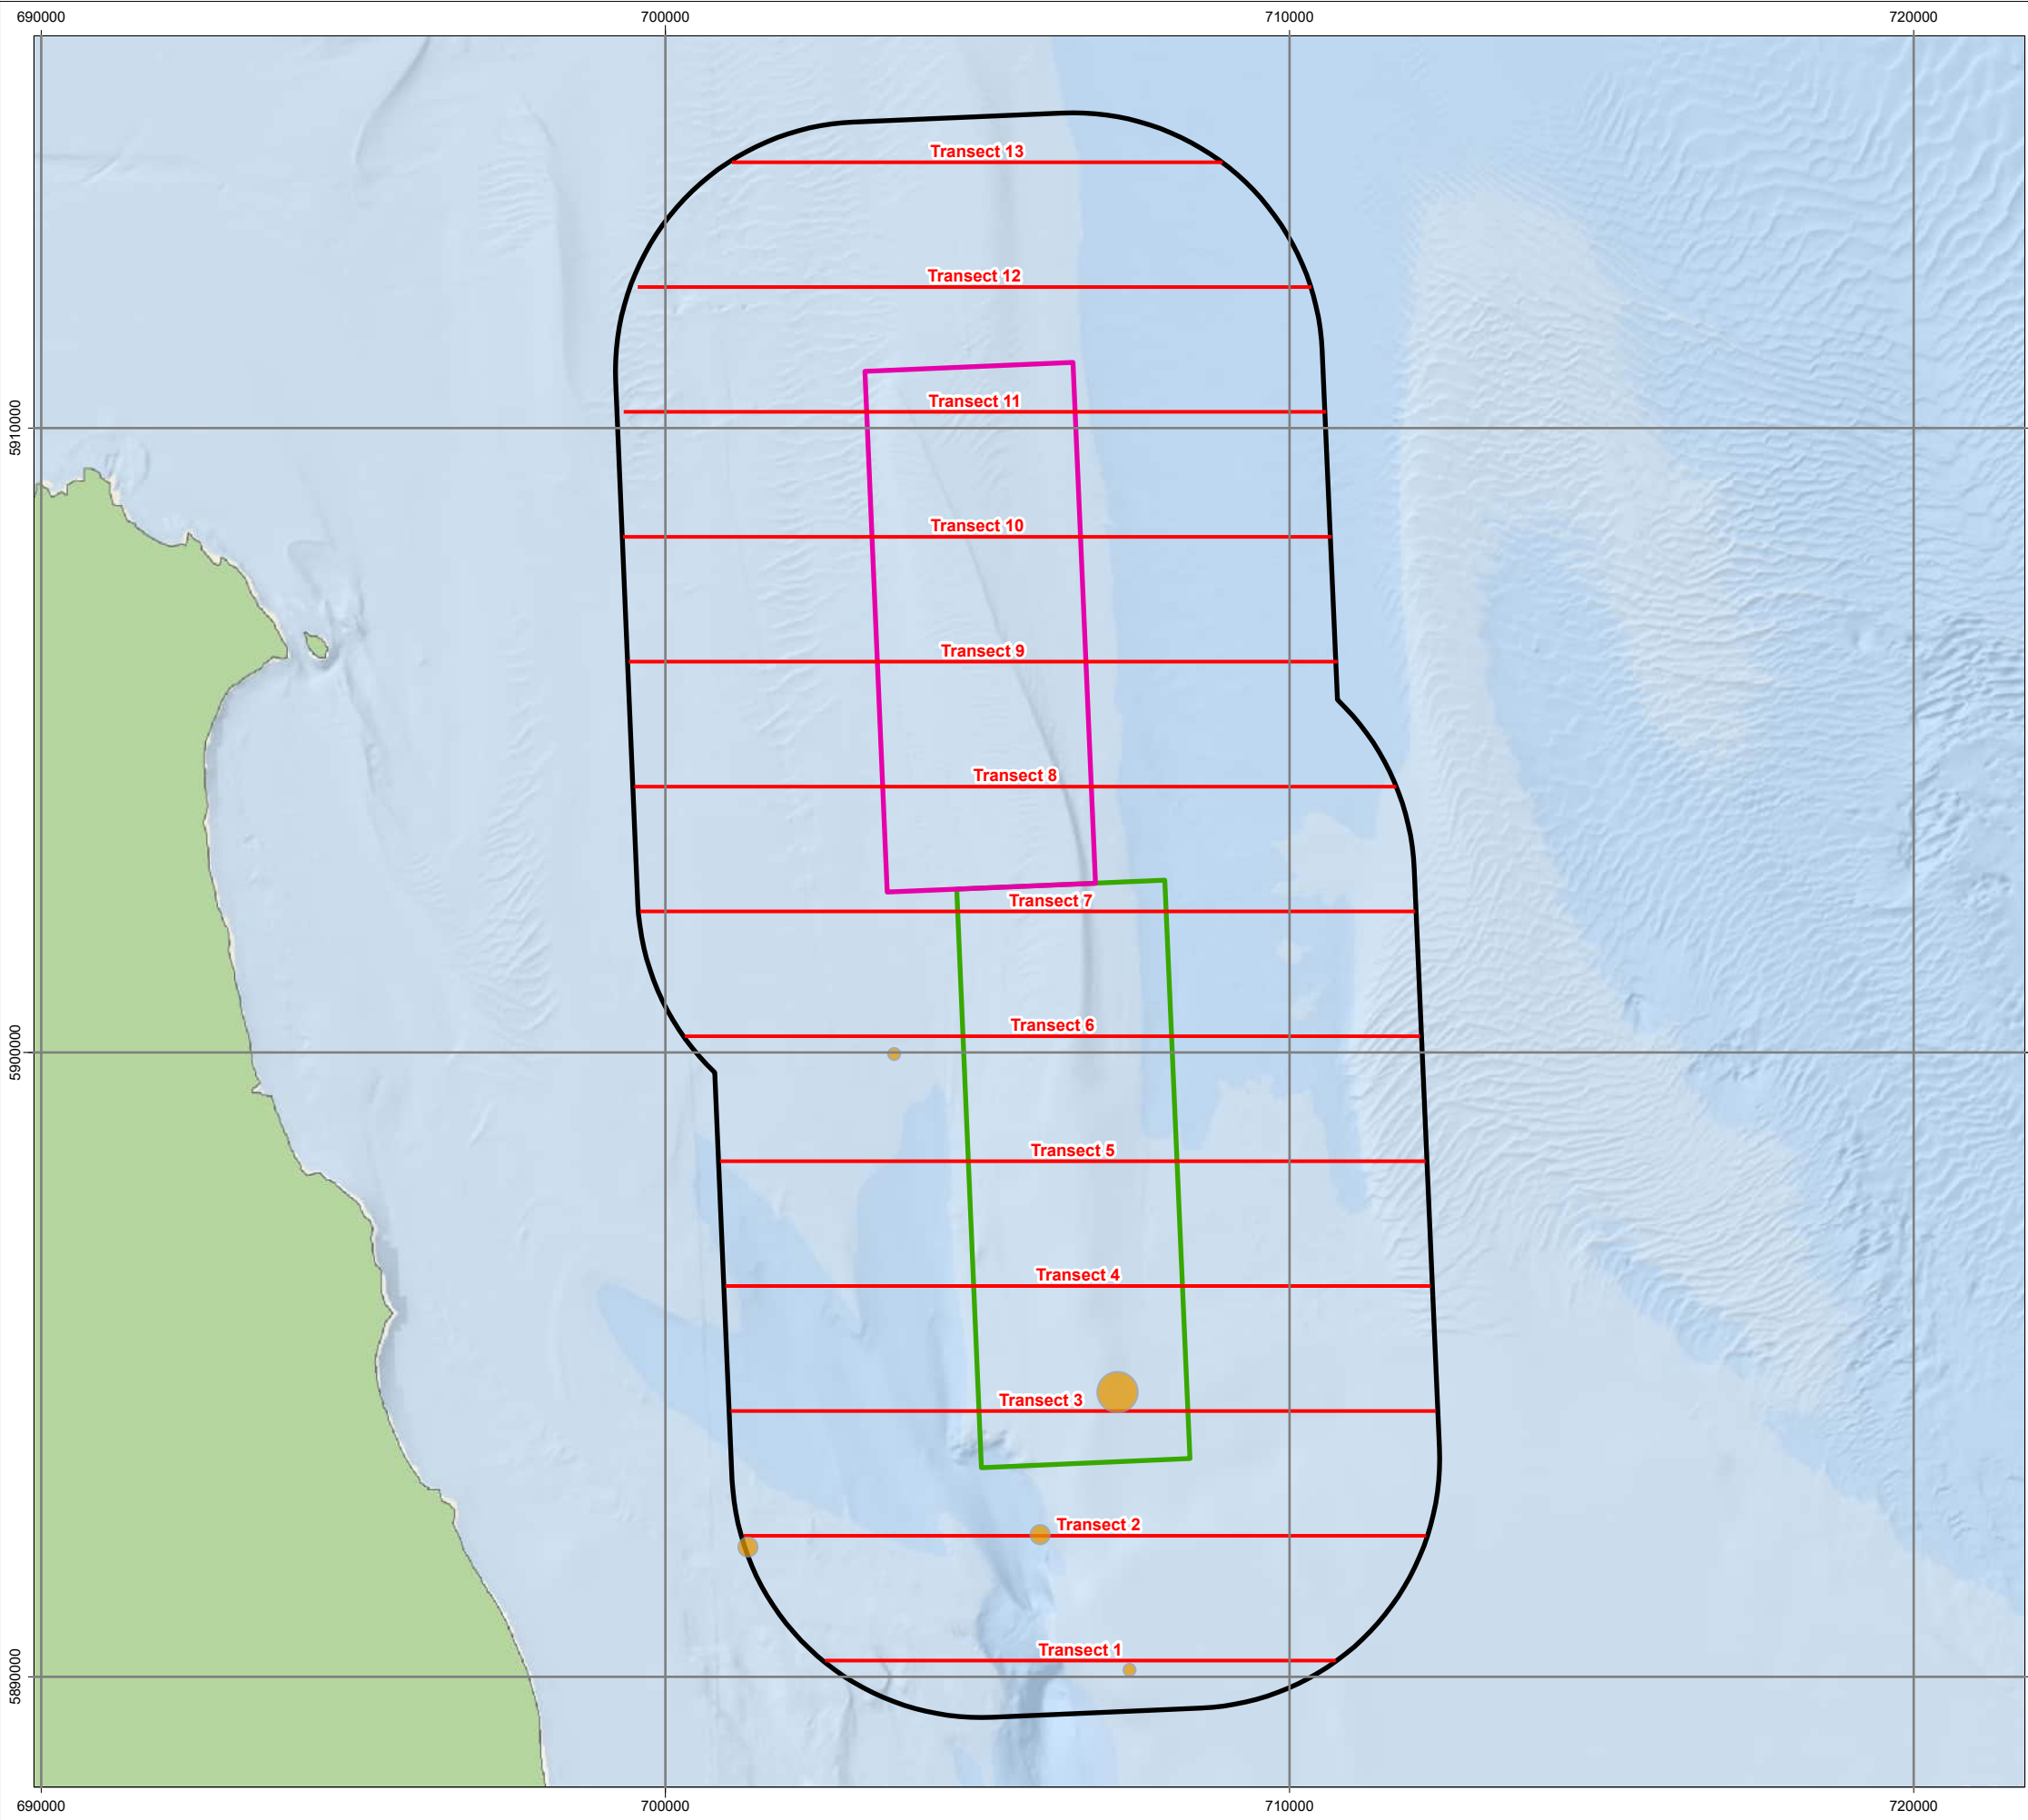 690000 700000 710000 720000
Transect 13
Transect 12
Transect 11
5910000
Transect 10
Transect 9
Transect 8
Transect 7
Transect 6
5900000
Transect 5
Transect 4
Transect 3
Transect 2
Transect 1
5890000
690000 700000 710000 720000